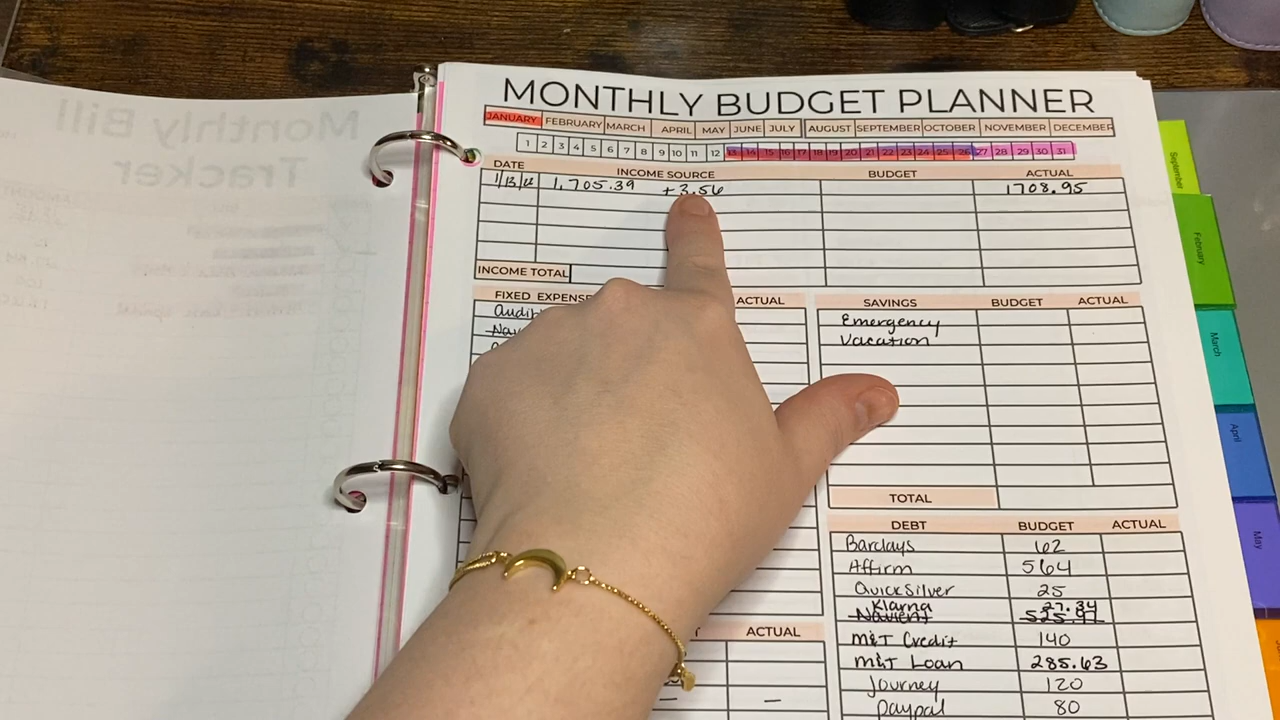 Monthly Bill
Tracker
MONTHLY BUDGET PLANNER
JANUARY FEBRUARY MARCH APRIL MAY JUNE JULY AUGUST SEPTEMBER OCTOBER NOVEMBER DECEMBER
1 2 3 4 5 6 7 8 9 10 11 12 13 14 15 16 17 18 19 20 21 22 23 24 25 26 27 28 29 30 31
DATE INCOME SOURCE BUDGET ACTUAL
1,705.39 +3.56 1708.95
INCOME TOTAL
FIXED ACTUAL
SAVINGS BUDGET ACTUAL
Emergency
Vacation
TOTAL
DEBT BUDGET ACTUAL
Barclays 62
Affirm 564
QuickSilver 25
Klarna 27.34
Navient 525.97
M&T Credit 140
M&T Loan 285.63
Journey 120
paypal 80
ACTUAL
—
—
September
February
March
April
May